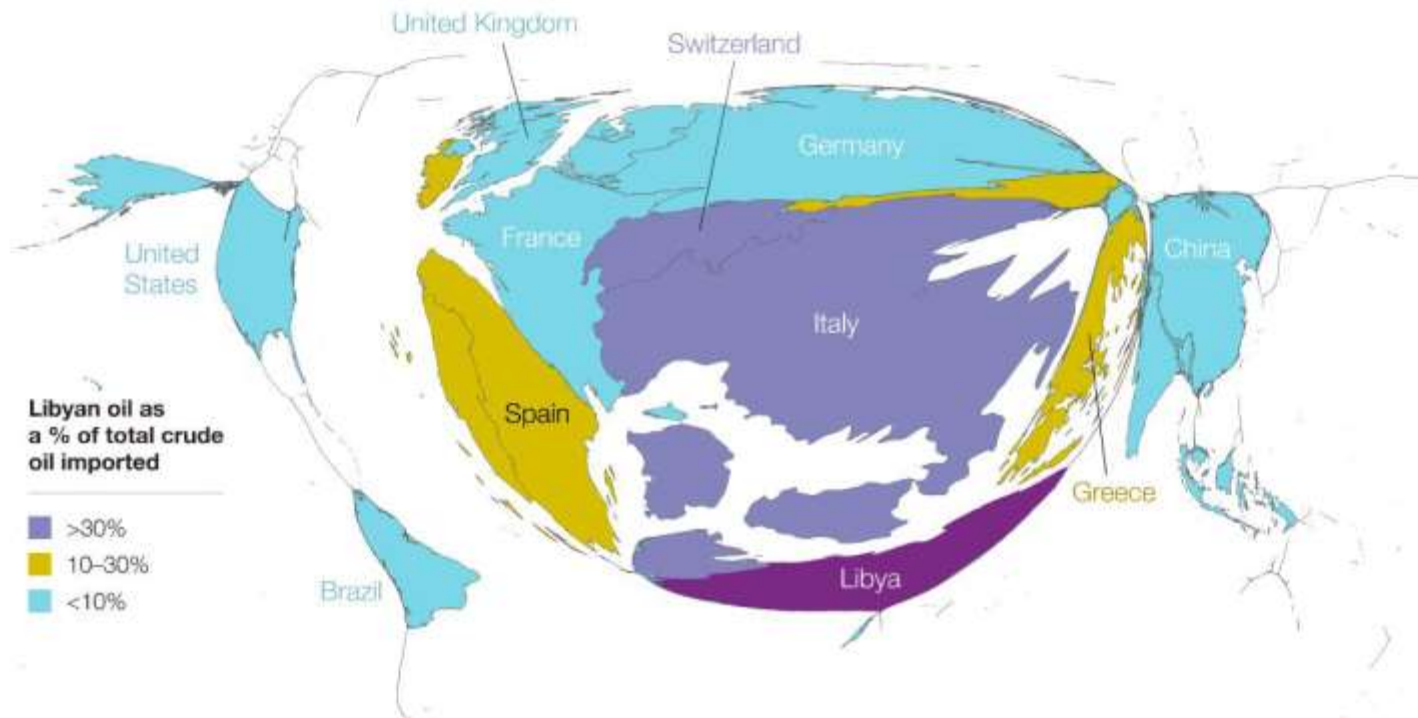 United Kingdom
Switzerland
Germany
France
United
States
China
Italy
Libyan oil as
a % of total crude
oil imported
Spain
Greece
>30%
10–30%
<10%
Libya
Brazil